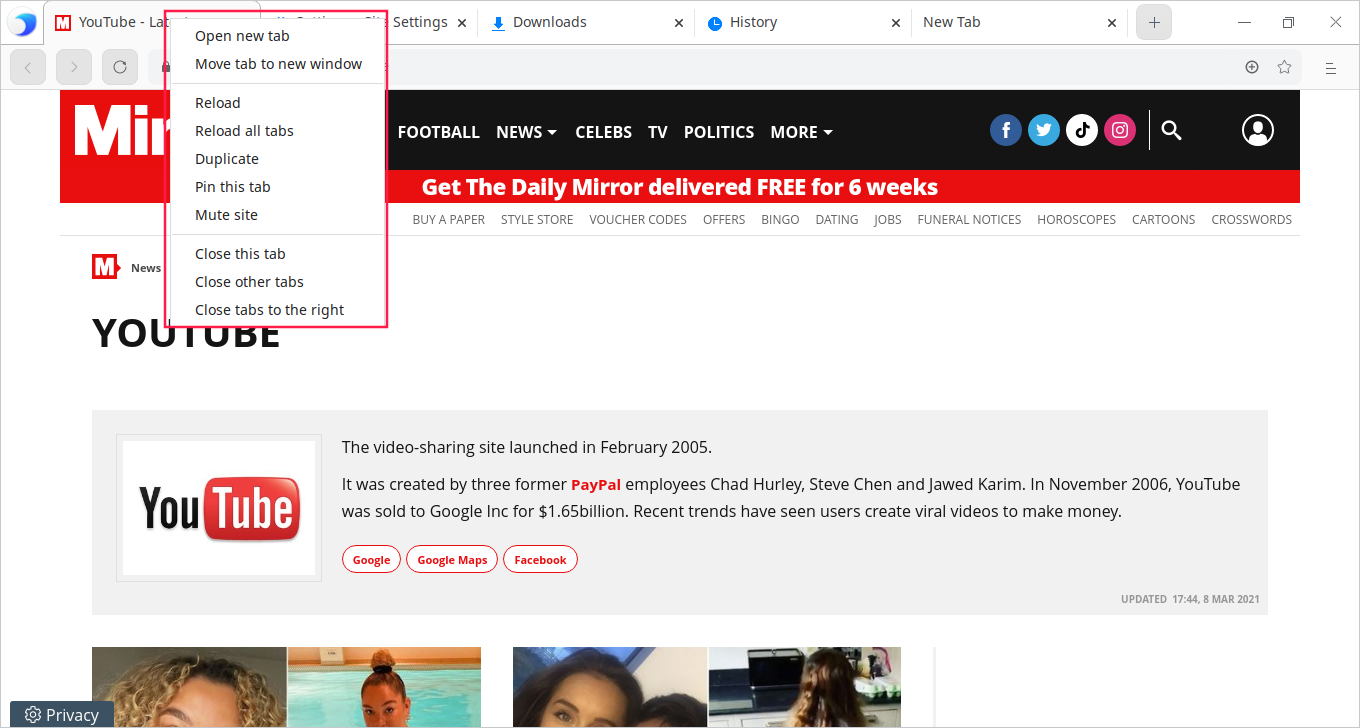 YouTube - Lat
Settings
Downloads
History
New Tab
Open new tab
Move tab to new window
Reload
Reload all tabs
Duplicate
Pin this tab
Mute site
Close this tab
Close other tabs
Close tabs to the right
FOOTBALL NEWS CELEBS TV POLITICS MORE
Get The Daily Mirror delivered FREE for 6 weeks
BUY A PAPER STYLE STORE VOUCHER CODES OFFERS BINGO DATING JOBS FUNERAL NOTICES HOROSCOPES CARTOONS CROSSWORDS
M News
YOUTUBE
You Tube
The video-sharing site launched in February 2005.
It was created by three former PayPal employees Chad Hurley, Steve Chen and Jawed Karim. In November 2006, YouTube
was sold to Google Inc for $1.65billion. Recent trends have seen users create viral videos to make money.
Google Google Maps Facebook
UPDATED 17:44, 8 MAR 2021
Privacy